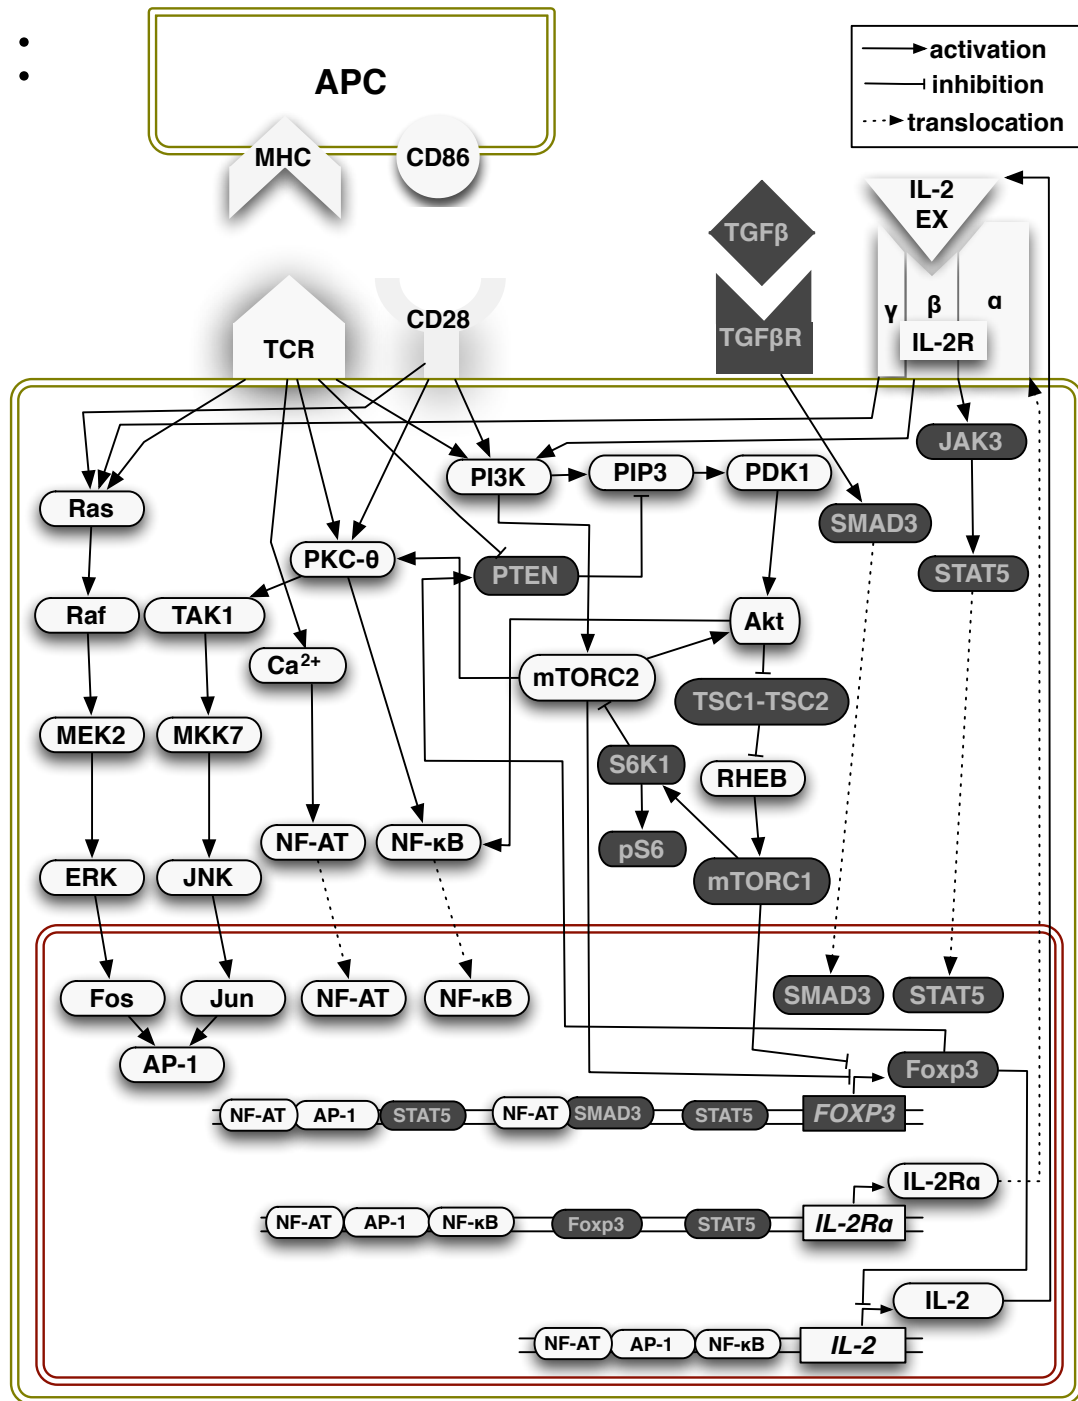 •
•
APC
MHC
CD86
activation
inhibition
translocation
IL-2
EX
TGFβ
TGFβR
γ
β
α
IL-2R
TCR
CD28
JAK3
PI3K
PIP3
PDK1
Ras
SMAD3
PKC-θ
PTEN
STAT5
Raf
TAK1
Akt
Ca²⁺
mTORC2
TSC1-TSC2
MEK2
MKK7
S6K1
RHEB
NF-AT
NF-κB
pS6
ERK
JNK
mTORC1
Fos
Jun
NF-AT
NF-κB
SMAD3
STAT5
AP-1
Foxp3
NF-AT
AP-1
STAT5
NF-AT
SMAD3
STAT5
FOXP3
IL-2Rα
NF-AT
AP-1
NF-κB
Foxp3
STAT5
IL-2Rα
IL-2
NF-AT
AP-1
NF-κB
IL-2